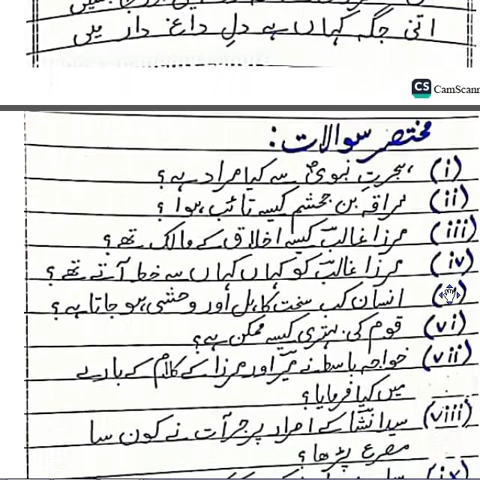 اتنی جگہ کہاں ہے دلِ داغ دار میں
CS CamScann
مختصر سوالات:
(i) ہجرتِ نبویؐ سے کیا مراد ہے؟
(ii) سراقہ بن جعشم کیسے تائب ہوا؟
(iii) مرزا غالب کیسے اخلاق کے مالک تھے؟
(iv) مرزا غالب کو کہاں کہاں سے خط آتے تھے؟
انسان کب سخت کاہل اور وحشی ہو جاتا ہے؟
(vi) قوم کی بہتری کیسے ممکن ہے؟
(vii) خواجہ باسط نے میر اور مرزا کے کلام کے بارے
میں کیا فرمایا؟
(viii) سید انشا کے اصرار پر جرأت نے کون سا
مصرع پڑھا؟
(ix)